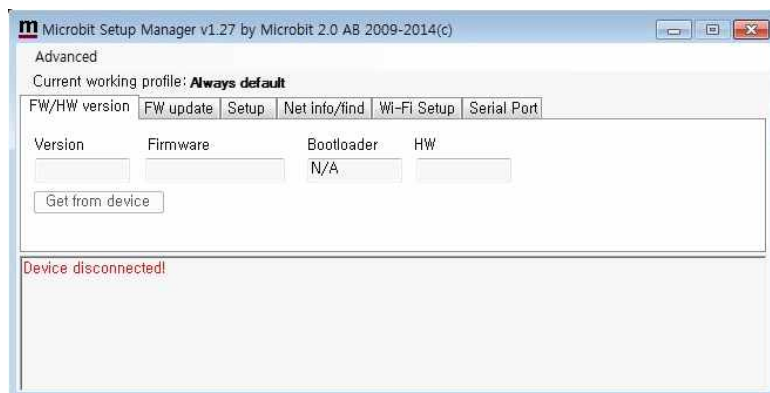 m Microbit Setup Manager v1.27 by Microbit 2.0 AB 2009-2014(c)
Advanced
Current working profile: Always default
FW/HW version FW update Setup Net info/find Wi-Fi Setup Serial Port
Version Firmware Bootloader HW
N/A
Get from device
Device disconnected!